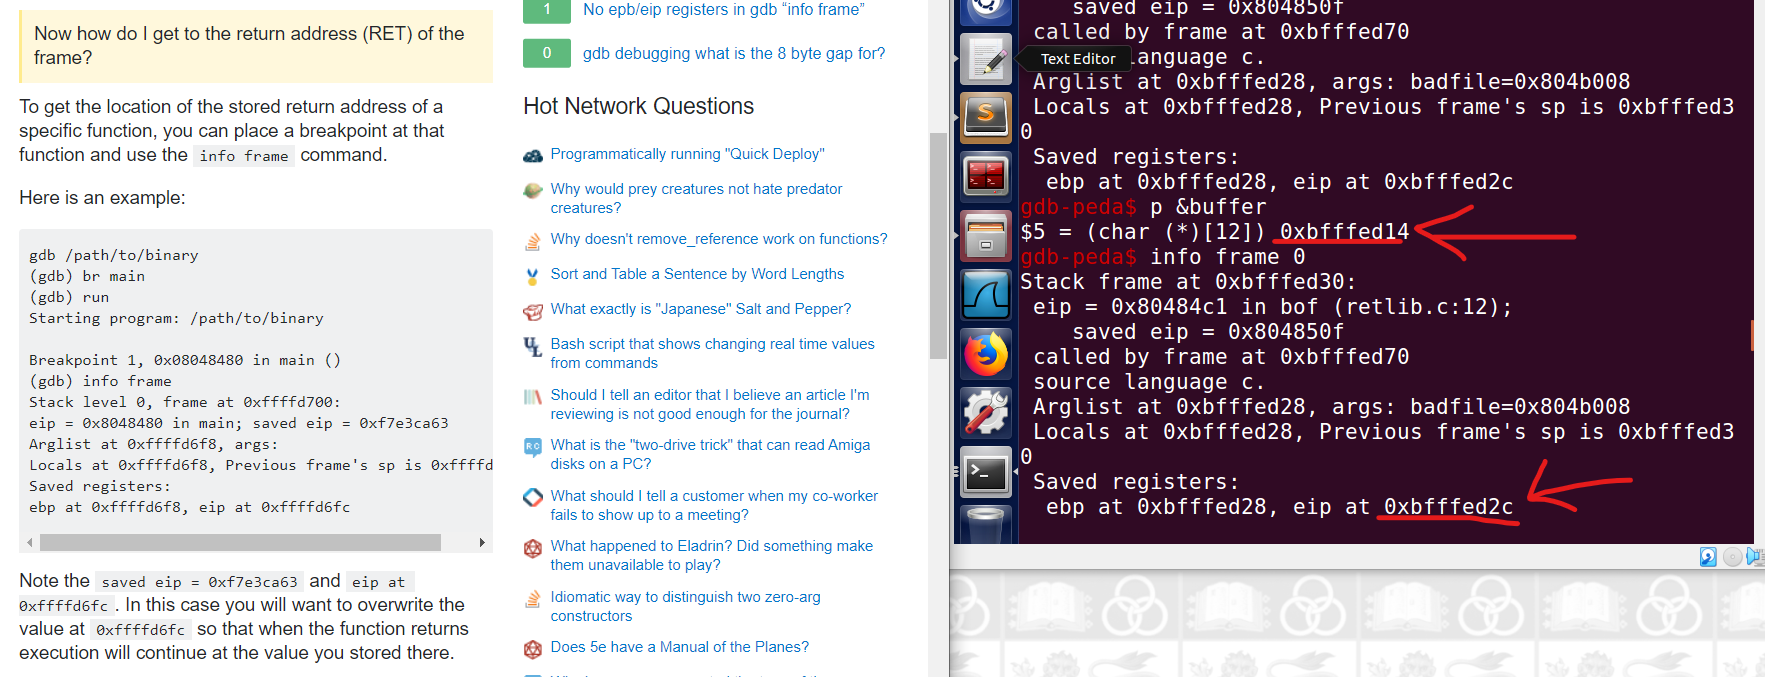 Now how do I get to the return address (RET) of the
frame?
To get the location of the stored return address of a
specific function, you can place a breakpoint at that
function and use the info frame command.
Here is an example:
gdb /path/to/binary
(gdb) br main
(gdb) run
Starting program: /path/to/binary
Breakpoint 1, 0x08048480 in main ()
(gdb) info frame
Stack level 0, frame at 0xffffd700:
eip = 0x8048480 in main; saved eip = 0xf7e3ca63
Arglist at 0xffffd6f8, args:
Locals at 0xffffd6f8, Previous frame's sp is 0xffffd
Saved registers:
ebp at 0xffffd6f8, eip at 0xffffd6fc
Note the saved eip = 0xf7e3ca63 and eip at
0xffffd6fc . In this case you will want to overwrite the
value at 0xffffd6fc so that when the function returns
execution will continue at the value you stored there.
1 No epb/eip registers in gdb “info frame”
0 gdb debugging what is the 8 byte gap for?
Hot Network Questions
Programmatically running "Quick Deploy"
Why would prey creatures not hate predator
creatures?
Why doesn't remove_reference work on functions?
Sort and Table a Sentence by Word Lengths
What exactly is "Japanese" Salt and Pepper?
Bash script that shows changing real time values
from commands
Should I tell an editor that I believe an article I'm
reviewing is not good enough for the journal?
What is the "two-drive trick" that can read Amiga
disks on a PC?
What should I tell a customer when my co-worker
fails to show up to a meeting?
What happened to Eladrin? Did something make
them unavailable to play?
Idiomatic way to distinguish two zero-arg
constructors
Does 5e have a Manual of the Planes?
Text Editor
saved eip = 0x804850f
called by frame at 0xbfffed70
language c.
Arglist at 0xbfffed28, args: badfile=0x804b008
Locals at 0xbfffed28, Previous frame's sp is 0xbfffed3
0
Saved registers:
ebp at 0xbfffed28, eip at 0xbfffed2c
gdb-peda$ p &buffer
$5 = (char (*)[12]) 0xbfffed14
gdb-peda$ info frame 0
Stack frame at 0xbfffed30:
eip = 0x80484c1 in bof (retlib.c:12);
saved eip = 0x804850f
called by frame at 0xbfffed70
source language c.
Arglist at 0xbfffed28, args: badfile=0x804b008
Locals at 0xbfffed28, Previous frame's sp is 0xbfffed3
0
Saved registers:
ebp at 0xbfffed28, eip at 0xbfffed2c